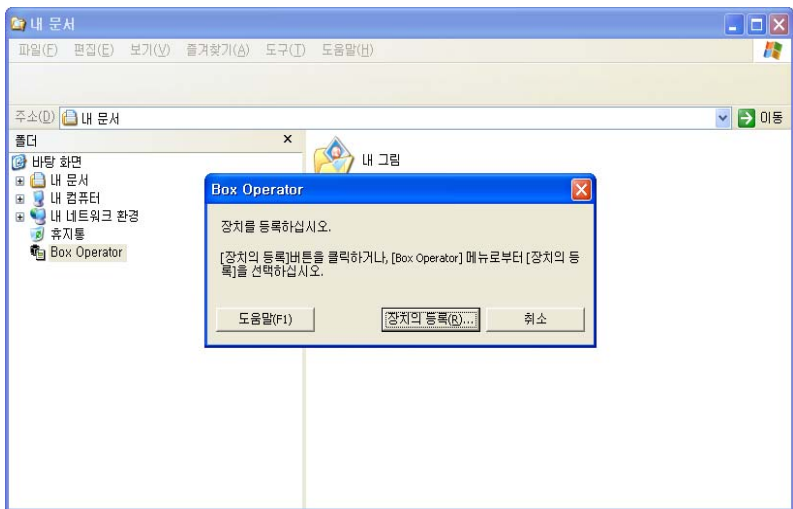 내 문서
파일(F) 편집(E) 보기(V) 즐겨찾기(A) 도구(T) 도움말(H)
주소(D) 내 문서 이동
폴더
바탕 화면
내 문서
내 컴퓨터
내 네트워크 환경
휴지통
Box Operator
내 그림
Box Operator
장치를 등록하십시오.
[장치의 등록]버튼을 클릭하거나, [Box Operator] 메뉴로부터 [장치의 등
록]을 선택하십시오.
도움말(F1) 장치의 등록(R)... 취소